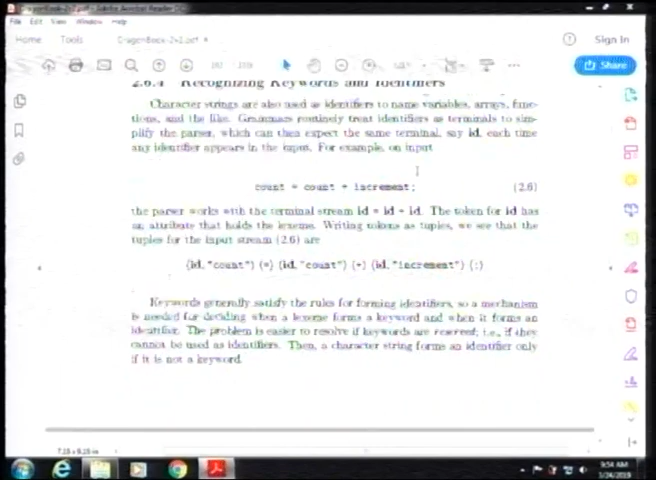 File Edit View Window Help
Home Tools Sign In
Share
2.6.4 Recognizing Keywords and Identifiers
Character strings are also used as identifiers to name variables, arrays, func-
tions, and the like. Grammars routinely treat identifiers as terminals to sim-
plify the parser, which can then expect the same terminal, say id, each time
any identifier appears in the input. For example, on input
count = count + increment; (2.6)
the parser works with the terminal stream id = id + id. The token for id has
an attribute that holds the lexeme. Writing tokens as tuples, we see that the
tuples for the input stream (2.6) are
⟨id, "count"⟩ ⟨=⟩ ⟨id, "count"⟩ ⟨+⟩ ⟨id, "increment"⟩ ⟨;⟩
Keywords generally satisfy the rules for forming identifiers, so a mechanism
is needed for deciding when a lexeme forms a keyword and when it forms an
identifier. The problem is easier to resolve if keywords are reserved; i.e., if they
cannot be used as identifiers. Then, a character string forms an identifier only
if it is not a keyword.
9:54 AM